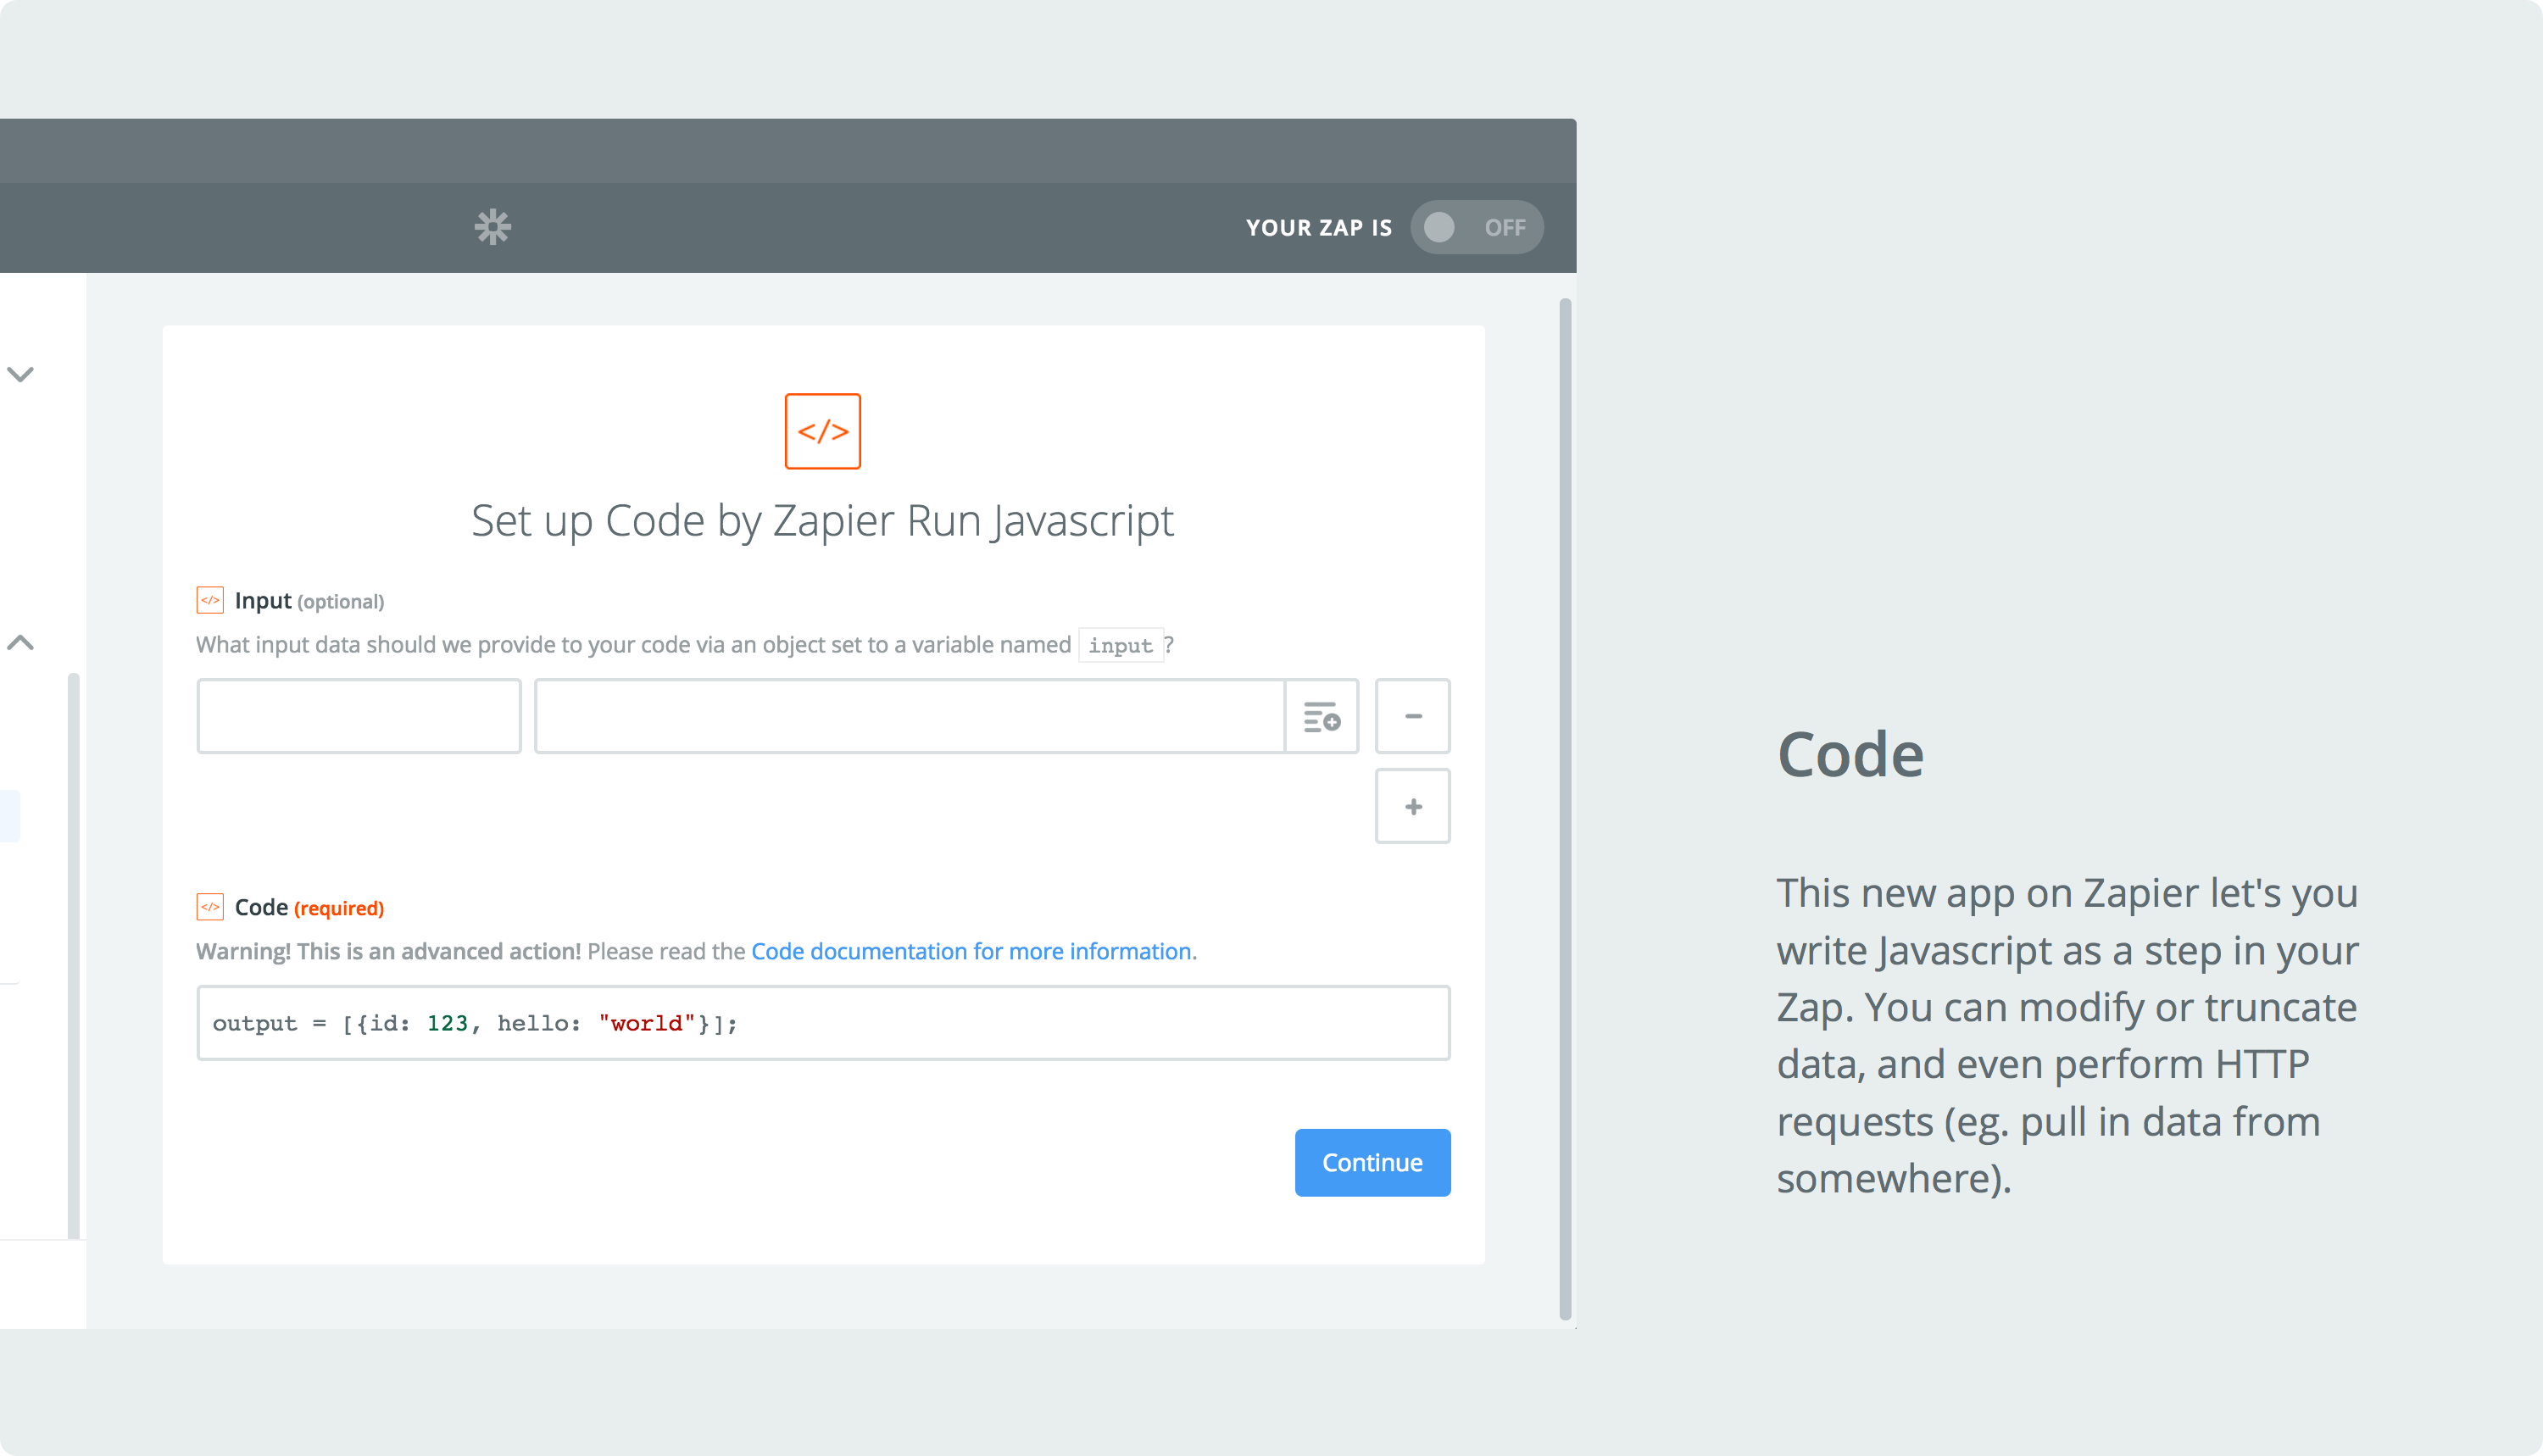 YOUR ZAP IS OFF
</>
Set up Code by Zapier Run Javascript
</> Input (optional)
What input data should we provide to your code via an object set to a variable named input?
</> Code (required)
Warning! This is an advanced action! Please read the Code documentation for more information.
output = [{id: 123, hello: "world"}];
Continue
Code
This new app on Zapier let's you
write Javascript as a step in your
Zap. You can modify or truncate
data, and even perform HTTP
requests (eg. pull in data from
somewhere).